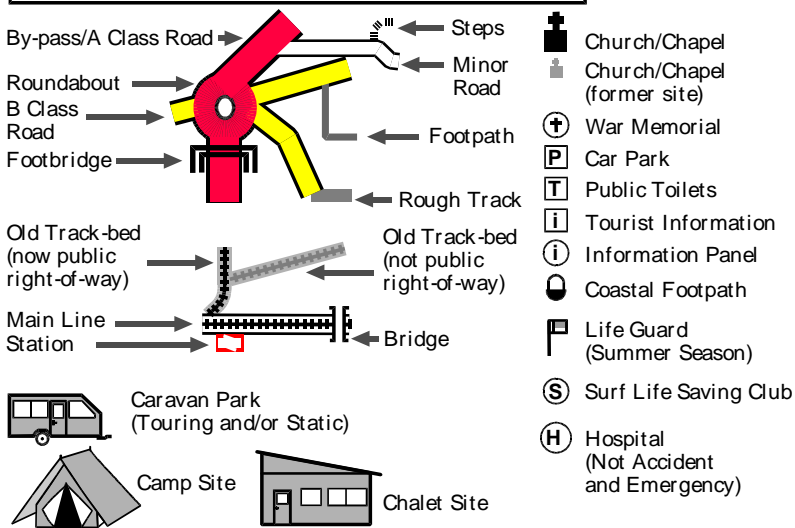 By-pass/A Class Road
Steps
Minor
Road
Roundabout
B Class
Road
Footpath
Footbridge
Rough Track
Old Track-bed
(now public
right-of-way)
Old Track-bed
(not public
right-of-way)
Main Line
Station
Bridge
Caravan Park
(Touring and/or Static)
Camp Site
Chalet Site
Church/Chapel
Church/Chapel
(former site)
War Memorial
P Car Park
T Public Toilets
i Tourist Information
i Information Panel
Coastal Footpath
Life Guard
(Summer Season)
S Surf Life Saving Club
H Hospital
(Not Accident
and Emergency)